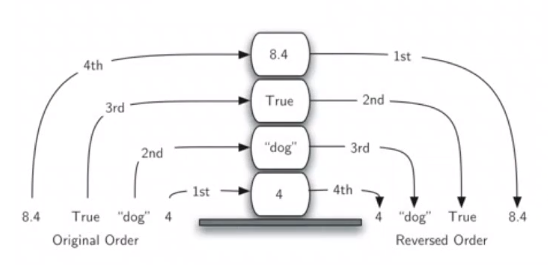 8.4
4th
1st
True
3rd
2nd
"dog"
2nd
3rd
4
1st
4th
8.4 True "dog" 4
4 "dog" True 8.4
Original Order
Reversed Order